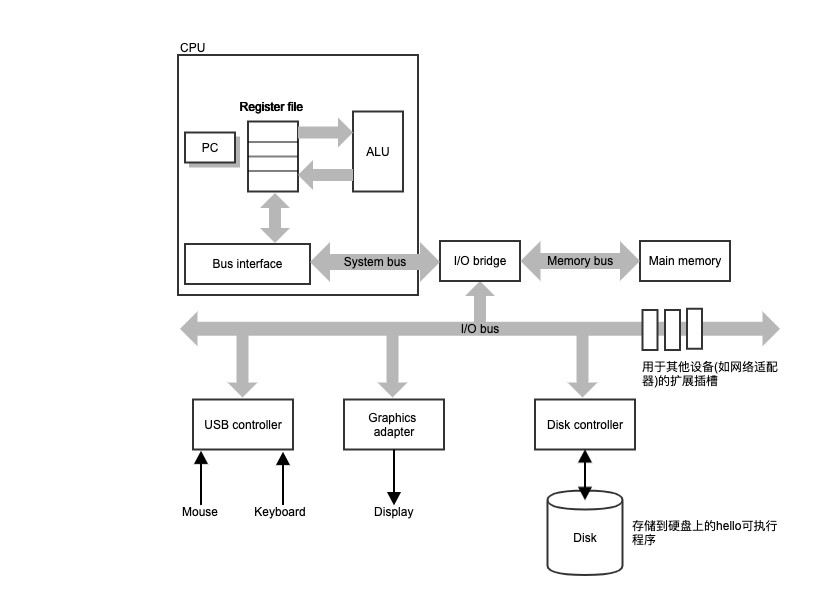 CPU
Register file
PC
ALU
Bus interface
System bus
I/O bridge
Memory bus
Main memory
I/O bus
用于其他设备(如网络适配
器)的扩展插槽
USB controller
Graphics
adapter
Disk controller
Mouse
Keyboard
Display
Disk
存储到硬盘上的hello可执行
程序